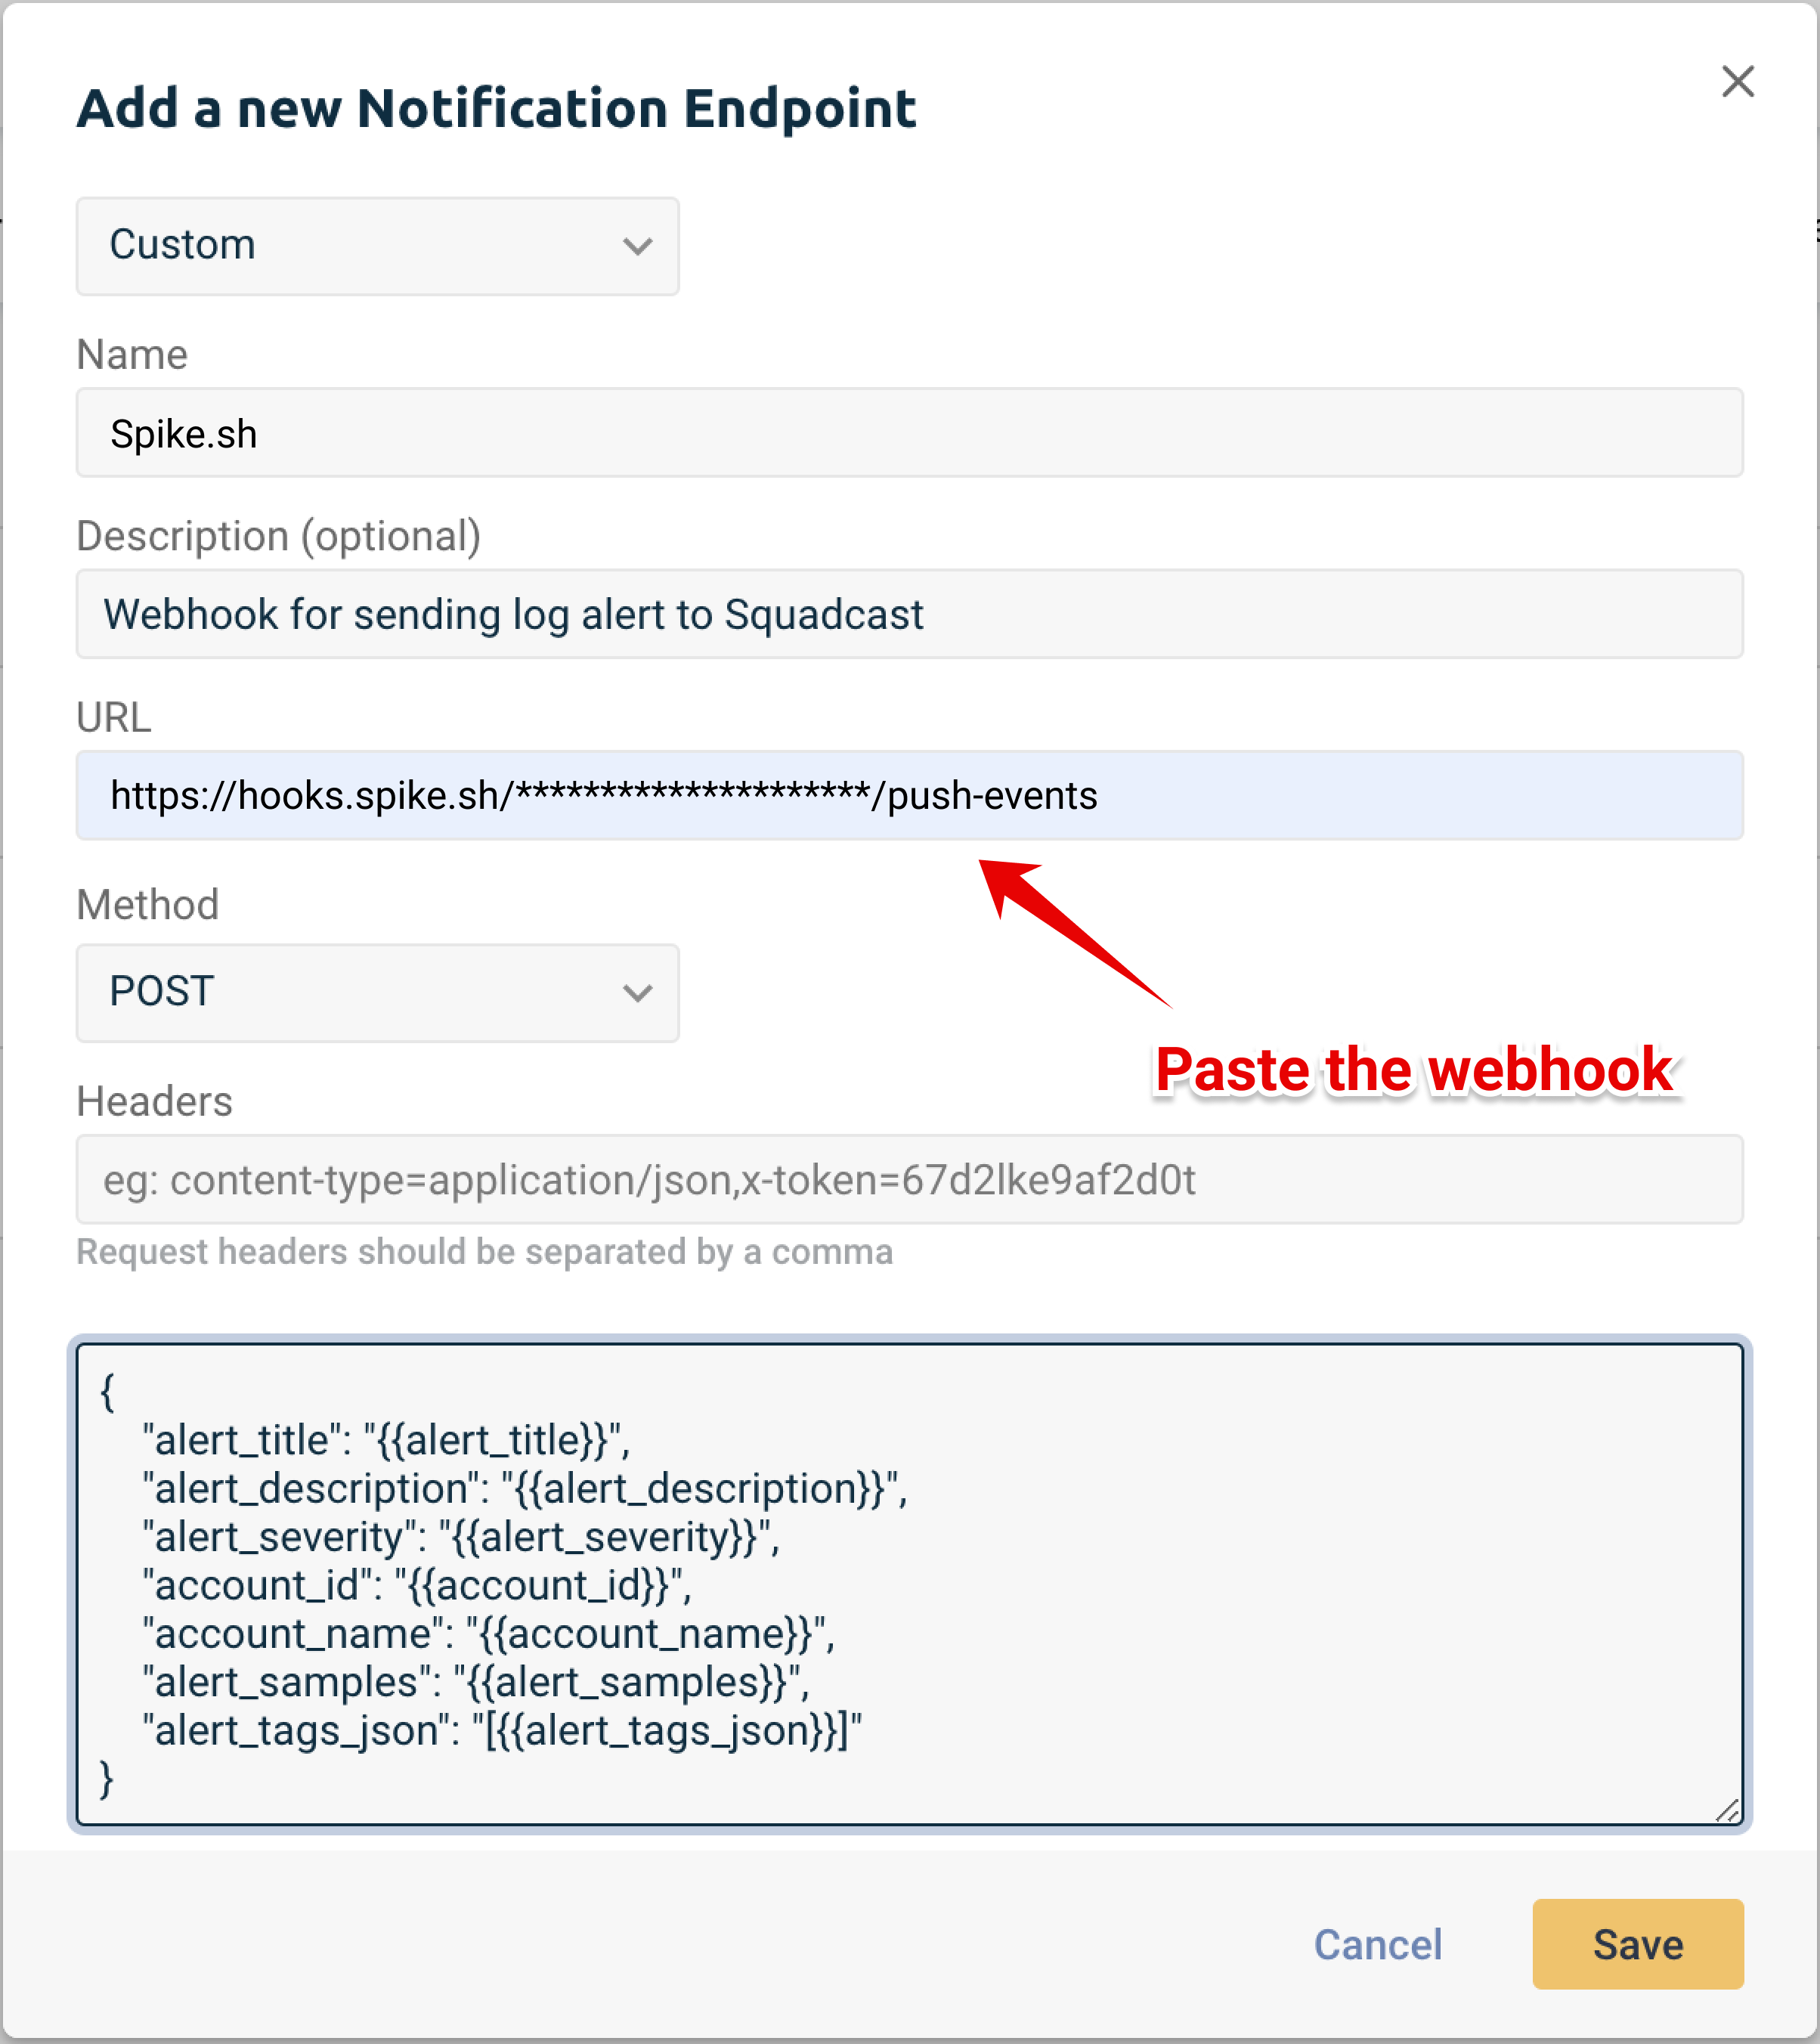 Add a new Notification Endpoint
Custom
Name
Spike.sh
Description (optional)
Webhook for sending log alert to Squadcast
URL
https://hooks.spike.sh/*********************/push-events
Method
POST
Paste the webhook
Headers
eg: content-type=application/json,x-token=67d2lke9af2d0t
Request headers should be separated by a comma
{
"alert_title": "{{alert_title}}",
"alert_description": "{{alert_description}}",
"alert_severity": "{{alert_severity}}",
"account_id": "{{account_id}}",
"account_name": "{{account_name}}",
"alert_samples": "{{alert_samples}}",
"alert_tags_json": "[{{alert_tags_json}}]"
}
Cancel
Save